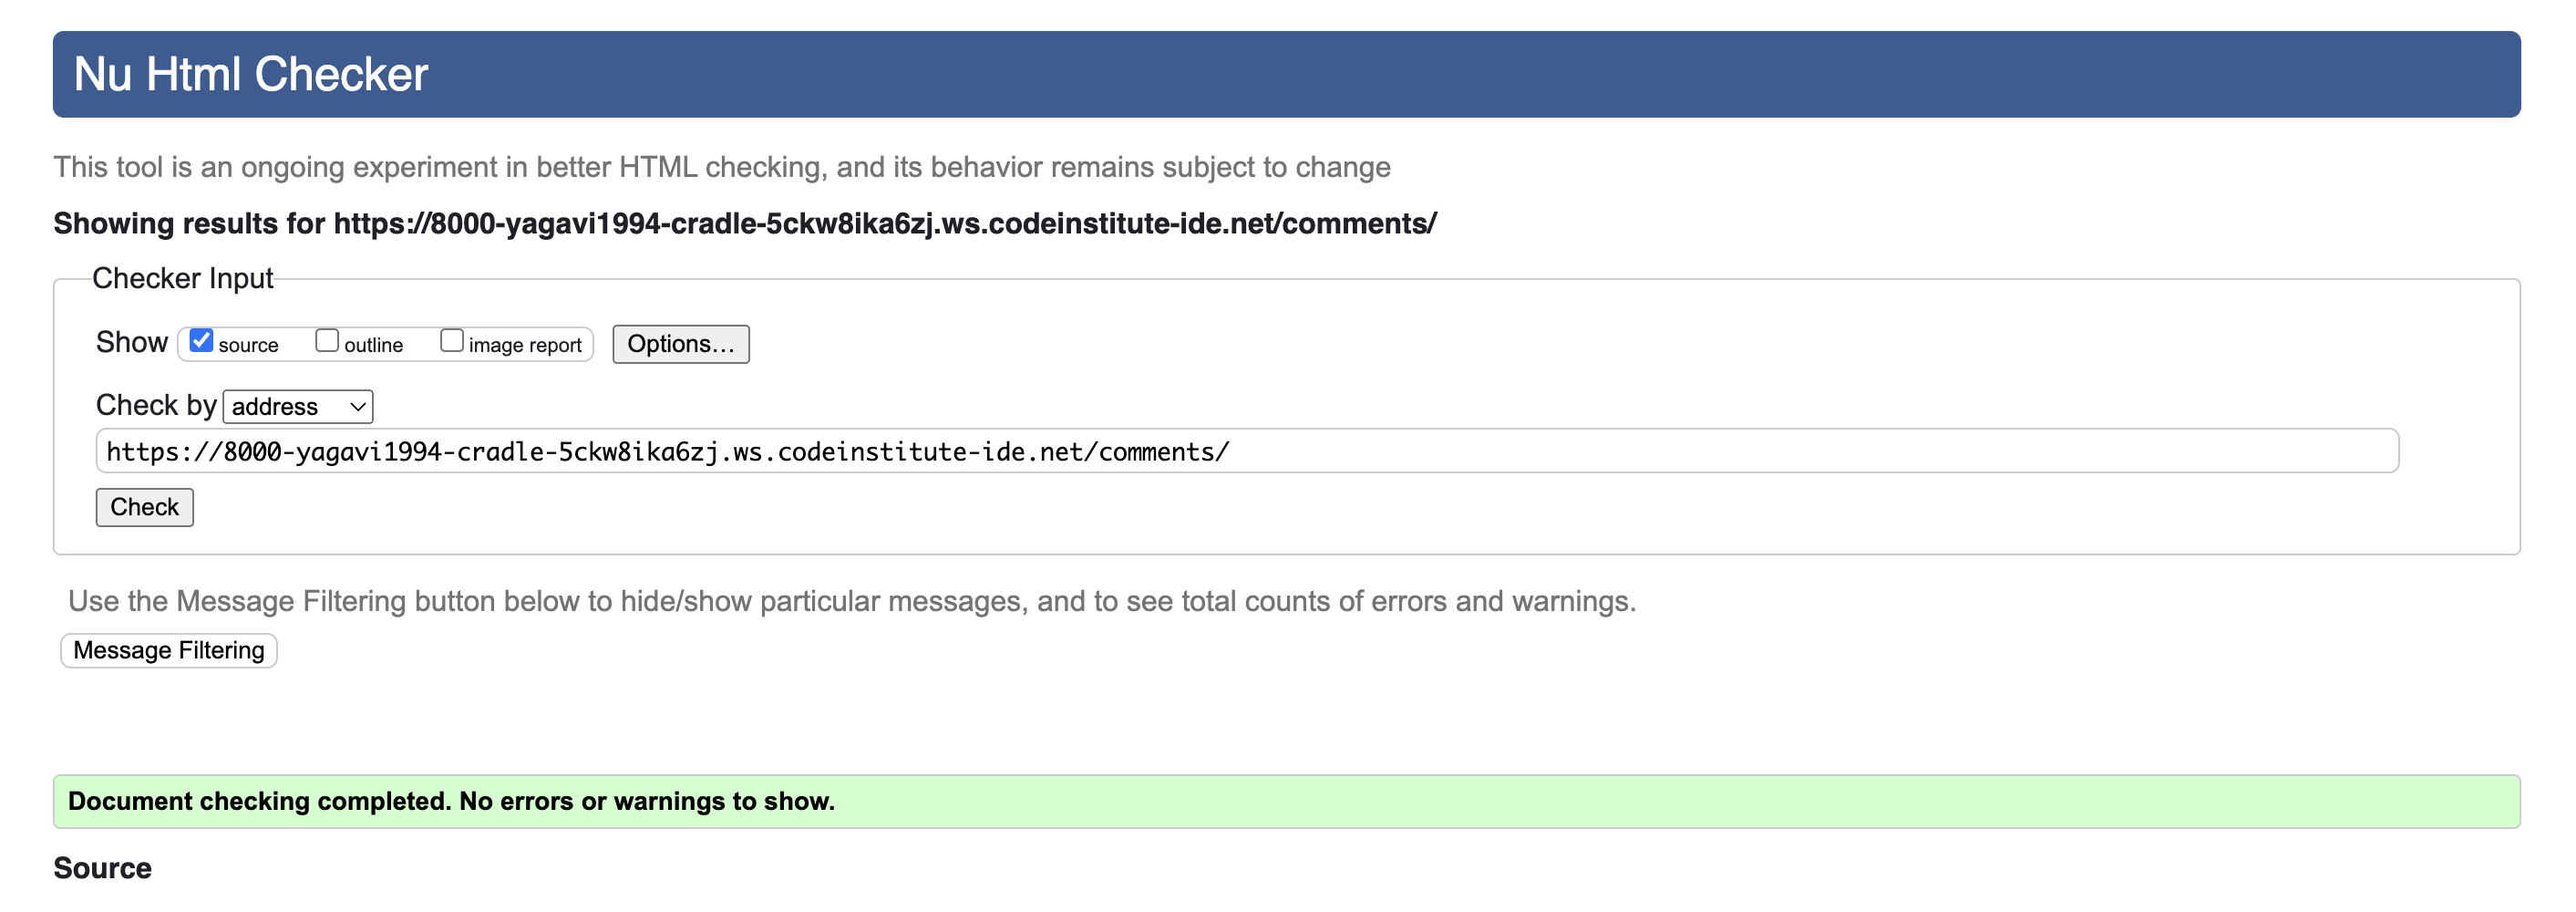 Nu Html Checker
This tool is an ongoing experiment in better HTML checking, and its behavior remains subject to change
Showing results for https://8000-yagavi1994-cradle-5ckw8ika6zj.ws.codeinstitute-ide.net/comments/
Checker Input
Show source outline image report Options...
Check by address
https://8000-yagavi1994-cradle-5ckw8ika6zj.ws.codeinstitute-ide.net/comments/
Check
Use the Message Filtering button below to hide/show particular messages, and to see total counts of errors and warnings.
Message Filtering
Document checking completed. No errors or warnings to show.
Source